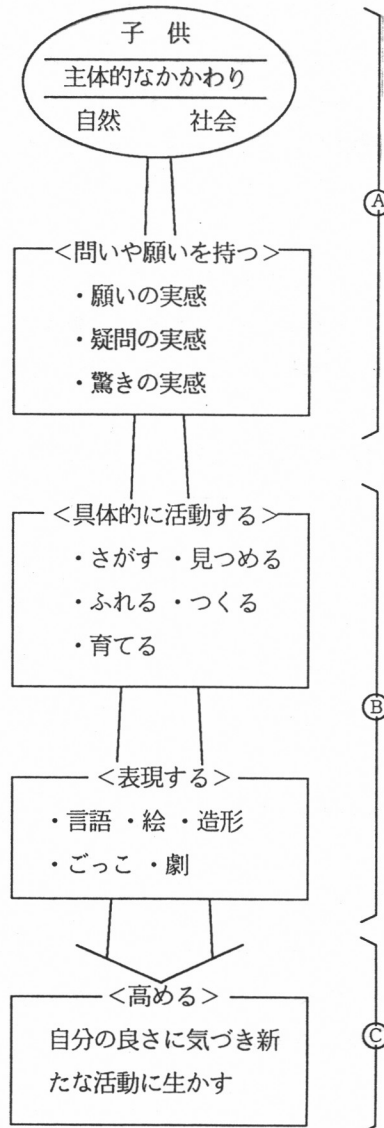 子 供
主体的なかかわり
自然 社会
Ⓐ
<問いや願いを持つ>
・願いの実感
・疑問の実感
・驚きの実感
<具体的に活動する>
・さがす ・見つめる
・ふれる ・つくる
・育てる
Ⓑ
<表現する>
・言語 ・絵 ・造形
・ごっこ ・劇
<高める>
自分の良さに気づき新
たな活動に生かす
Ⓒ